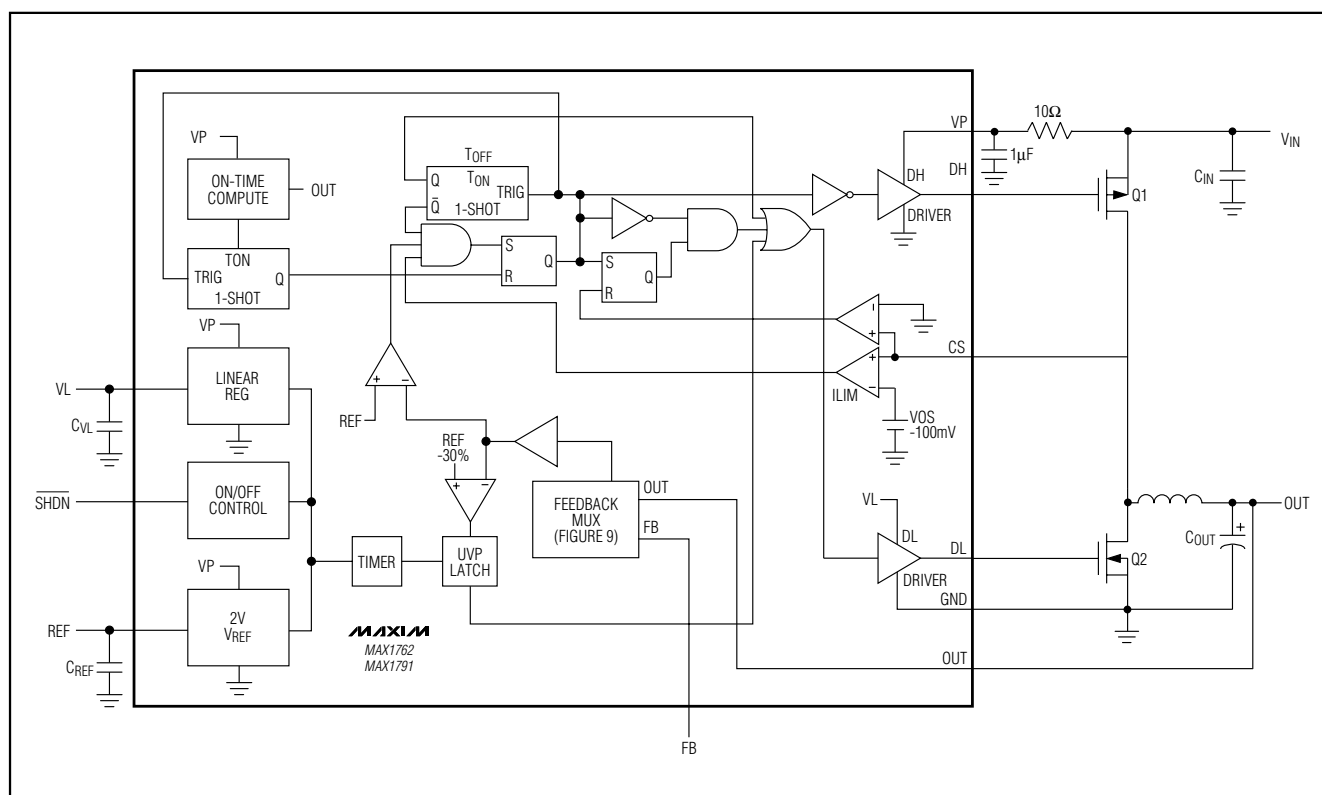 VP
ON-TIME
COMPUTE
OUT
TON
TRIG
Q
1-SHOT
TOFF
TON
Q
Q̅
TRIG
1-SHOT
S
R
Q
S
R
Q
VP
10Ω
VIN
1µF
DH
DRIVER
DH
CIN
Q1
–
+
CS
+
–
ILIM
VOS
-100mV
VP
LINEAR
REG
VL
CVL
+
–
REF
REF
-30%
+
–
S̅H̅D̅N̅
ON/OFF
CONTROL
FEEDBACK
MUX
(FIGURE 9)
OUT
FB
VL
DL
DRIVER
DL
GND
OUT
COUT
+
Q2
TIMER
UVP
LATCH
VP
2V
VREF
REF
CREF
MAXIM
MAX1762
MAX1791
OUT
FB